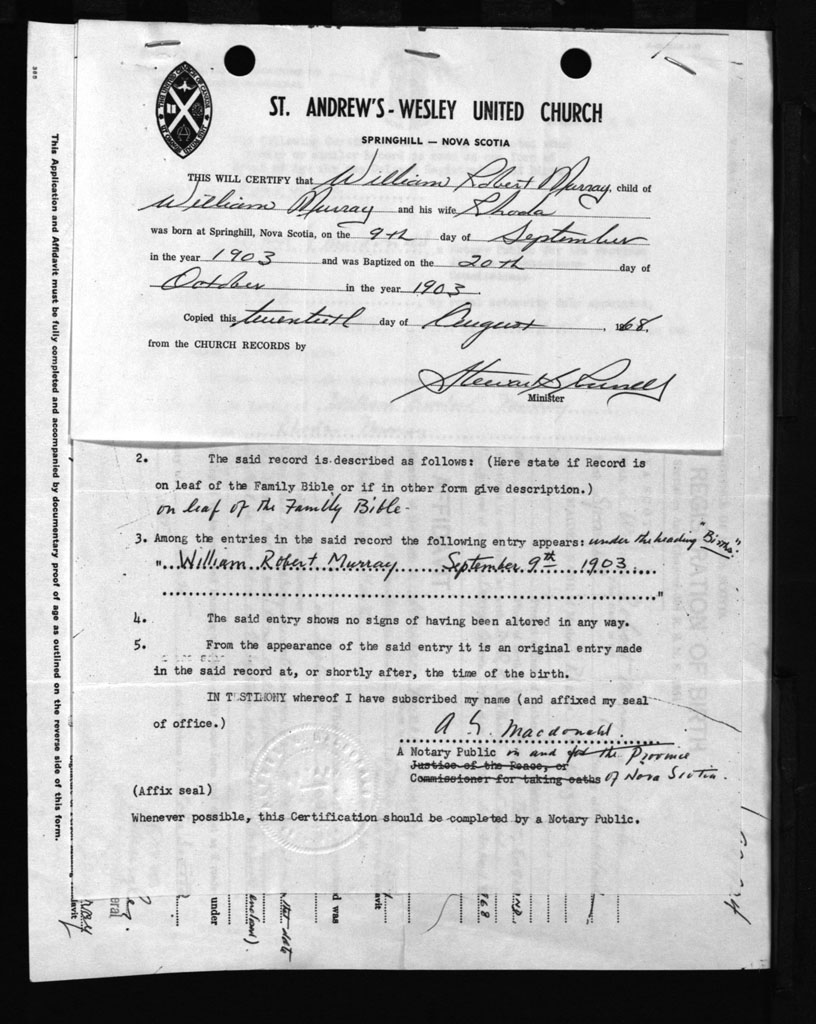 ST. ANDREW'S - WESLEY UNITED CHURCH
SPRINGHILL — NOVA SCOTIA
THIS WILL CERTIFY that William Robert Murray, child of
William Murray and his wife Rhoda
was born at Springhill, Nova Scotia, on the 9th day of September
in the year 1903 and was Baptized on the 20th day of
October in the year 1903.
Copied this twentieth day of August, 1968.
from the CHURCH RECORDS by
Minister
2. The said record is described as follows: (Here state if Record is
on leaf of the Family Bible or if in other form give description.)
on leaf of the Family Bible-
3. Among the entries in the said record the following entry appears: under the heading "Births".
"..William Robert Murray......September 9th 1903...
"
4. The said entry shows no signs of having been altered in any way.
5. From the appearance of the said entry it is an original entry made
in the said record at, or shortly after, the time of the birth.
IN TESTIMONY whereof I have subscribed my name (and affixed my seal
of office.)
A S. Macdonald.
A Notary Public in and for the Province
Justice of the Peace, or
Commissioner for taking oaths of Nova Scotia.
(Affix seal)
Whenever possible, this Certification should be completed by a Notary Public.
This Application and Affidavit must be fully completed and accompanied by documentary proof of age as outlined on the reverse side of this form.
REGISTRATION OF BIRTH
under
d was